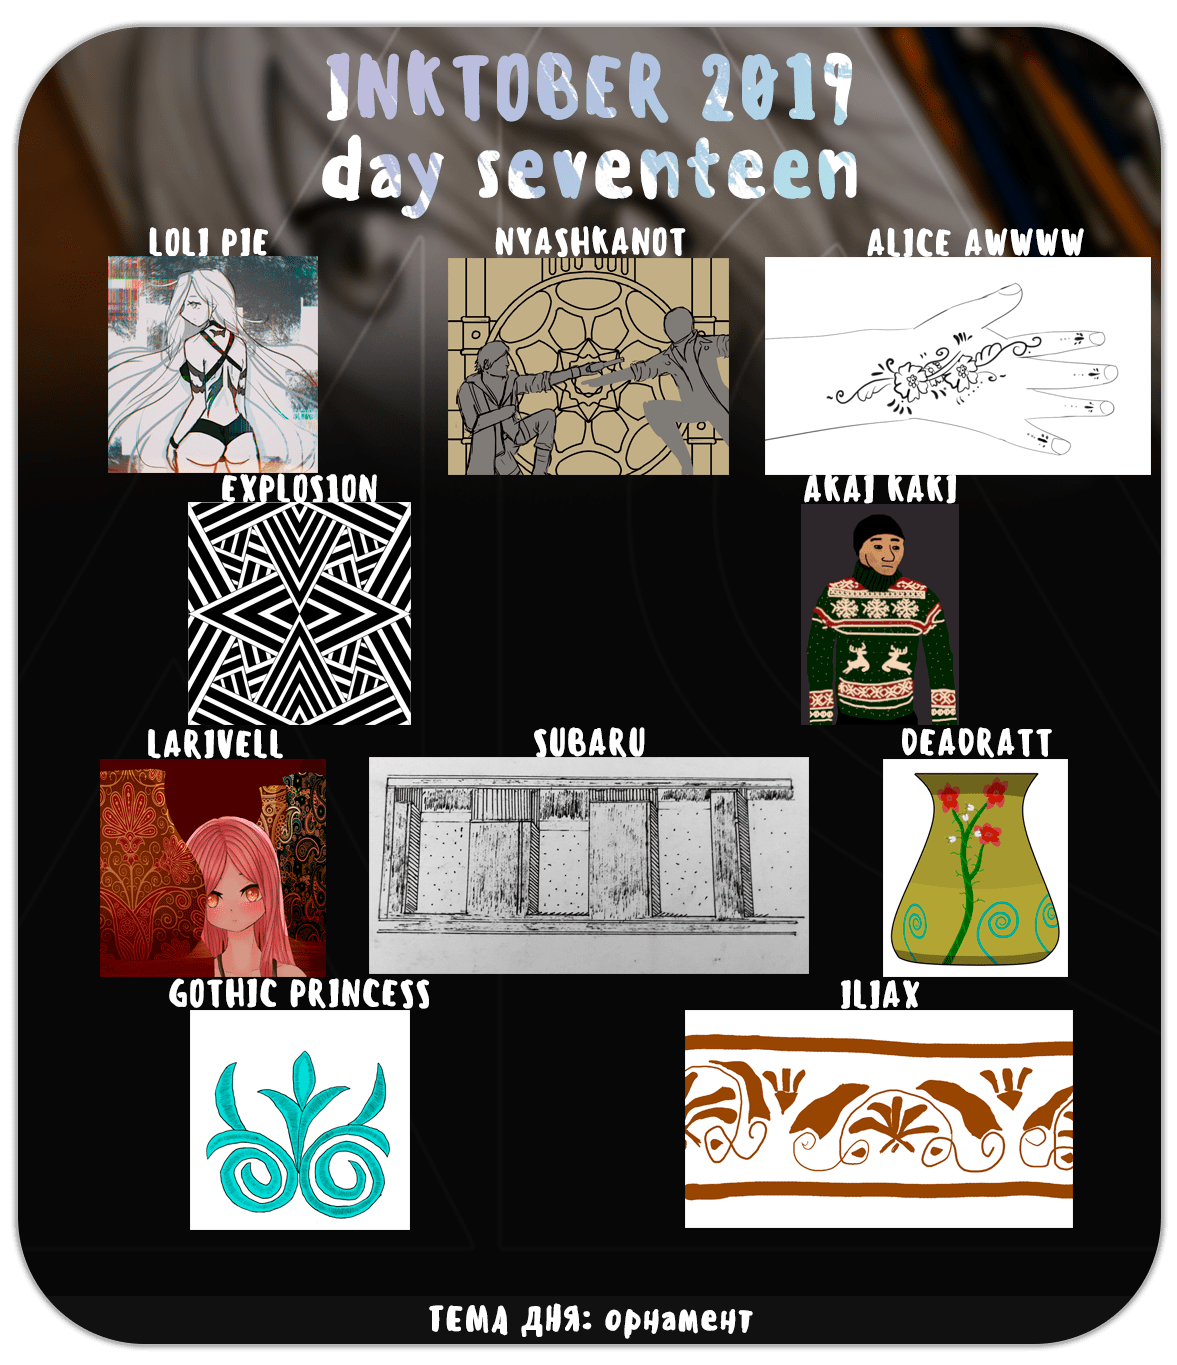 INKTOBER 2019
day seventeen
LOLI PIE
NYASHKANOT
ALICE AWWWW
EXPLOSION
AKAI KAKI
LARIVELL
SUBARU
DEADRATT
GOTHIC PRINCESS
ILIAX
ТЕМА ДНЯ: орнамент